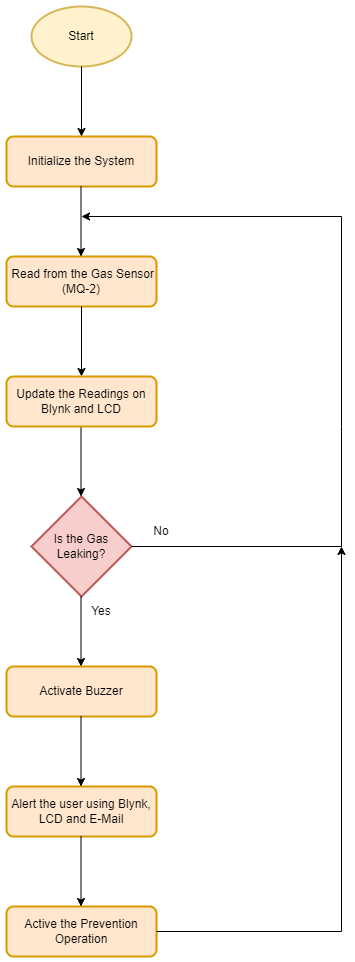 Start
Initialize the System
Read from the Gas Sensor
(MQ-2)
Update the Readings on
Blynk and LCD
Is the Gas
Leaking?
No
Yes
Activate Buzzer
Alert the user using Blynk,
LCD and E-Mail
Active the Prevention
Operation